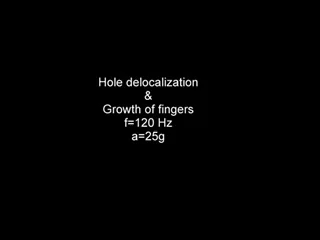 Hole delocalization
&
Growth of fingers
f=120 Hz
a=25g